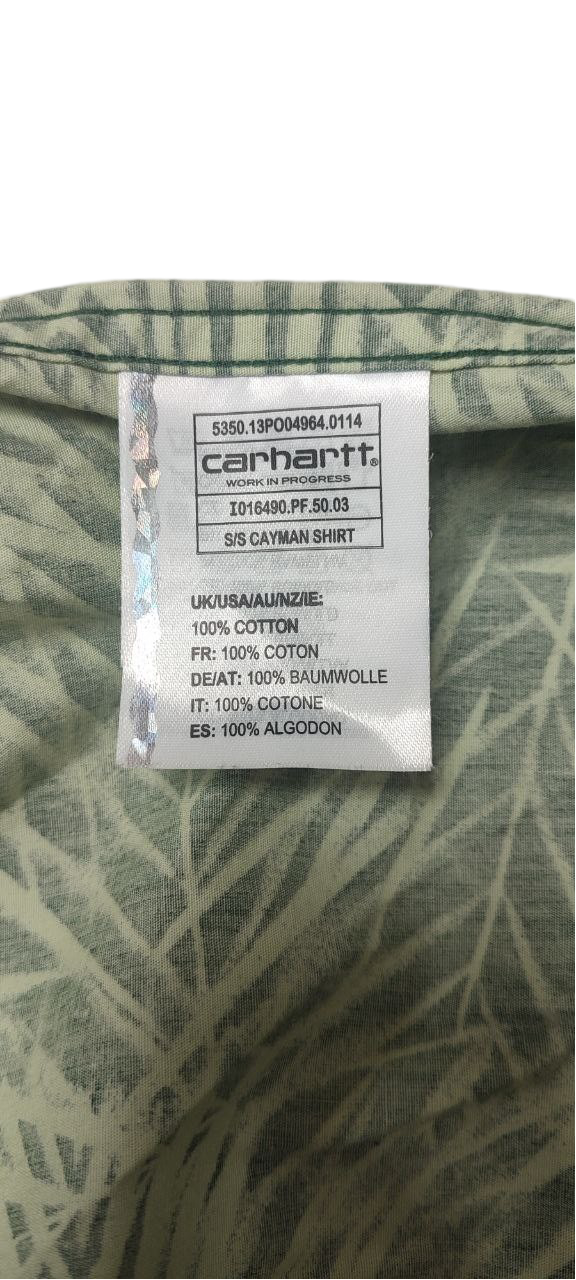 5350.13PO04964.0114
carhartt®
WORK IN PROGRESS
I016490.PF.50.03
S/S CAYMAN SHIRT
UK/USA/AU/NZ/IE:
100% COTTON
FR: 100% COTON
DE/AT: 100% BAUMWOLLE
IT: 100% COTONE
ES: 100% ALGODON